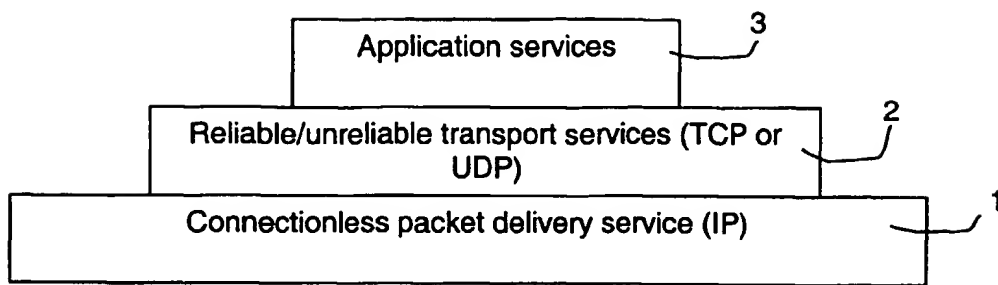 Application services
3
Reliable/unreliable transport services (TCP or
UDP)
2
Connectionless packet delivery service (IP)
1